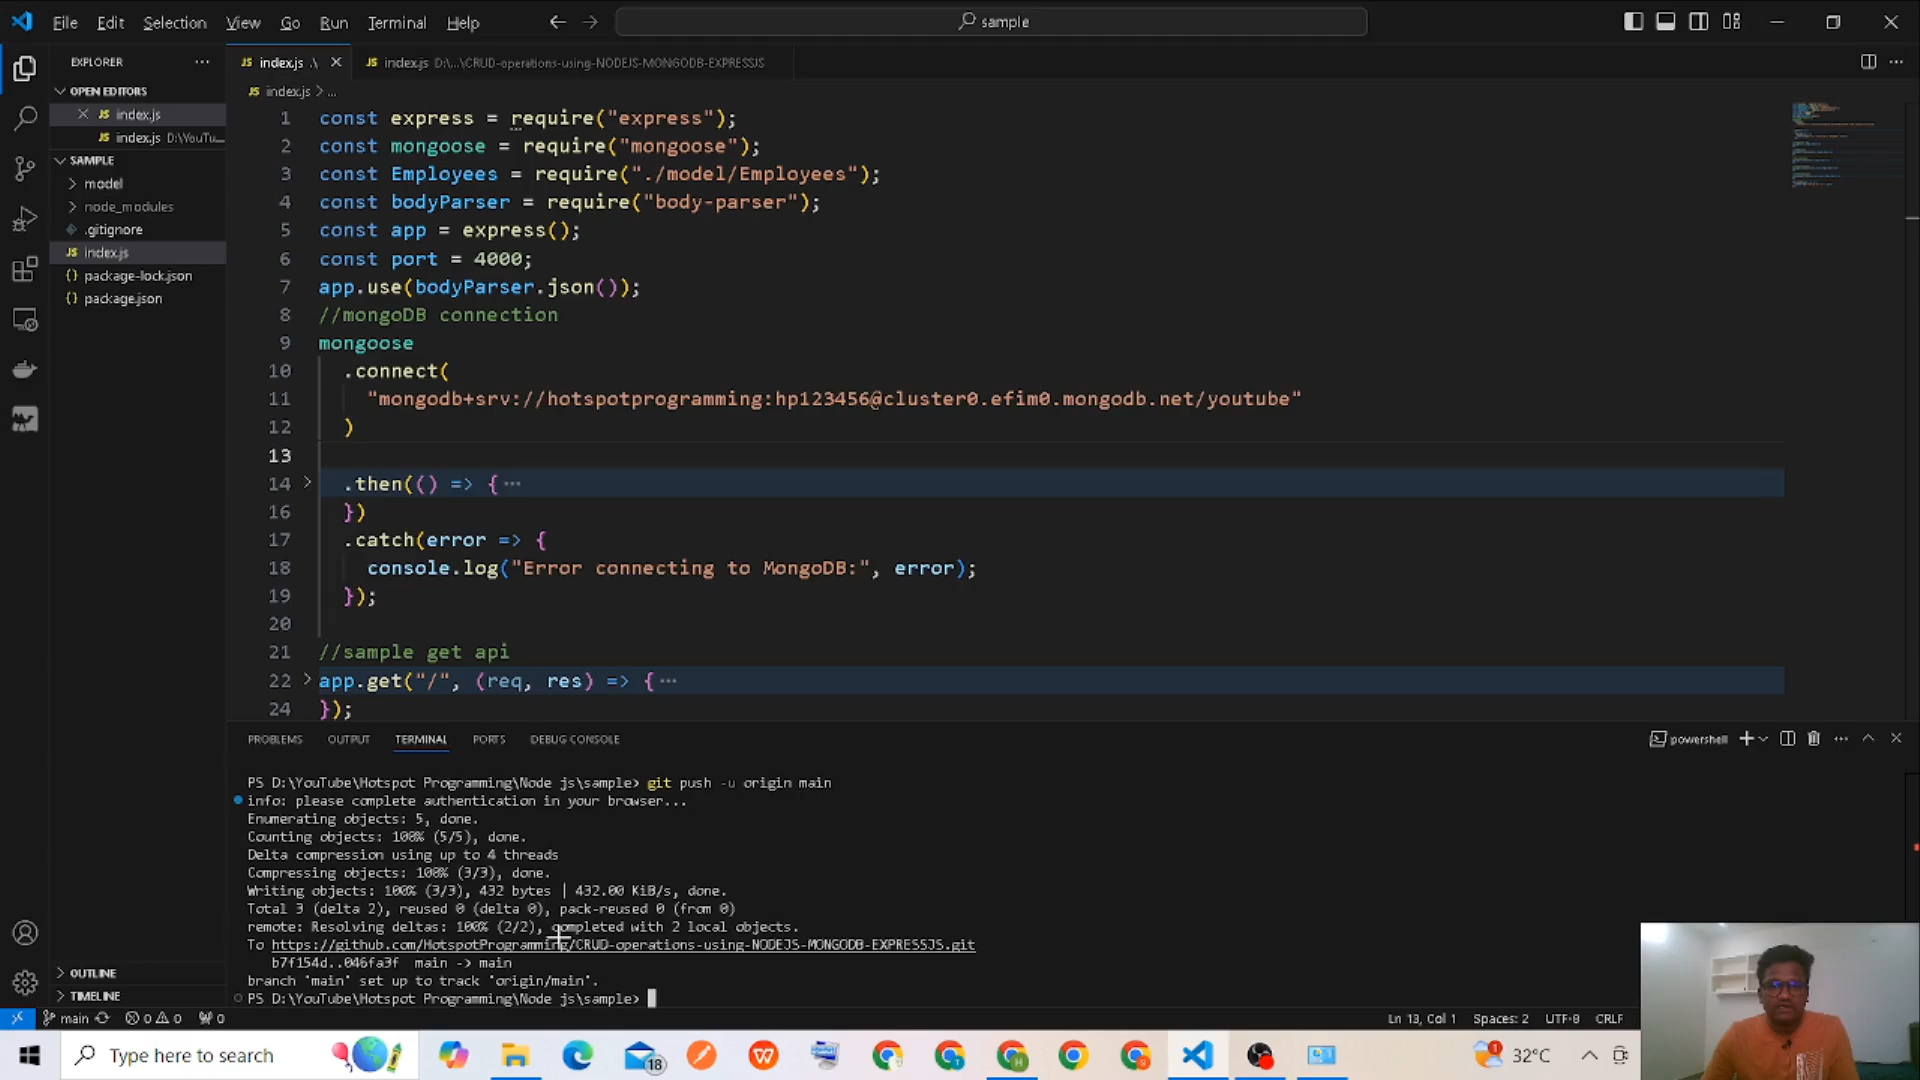 File Edit Selection View Go Run Terminal Help
sample
EXPLORER
OPEN EDITORS
index.js
index.js D:\YouTu...
SAMPLE
model
node_modules
.gitignore
index.js
package-lock.json
package.json
OUTLINE
TIMELINE
index.js .\
index.js D:\...\CRUD-operations-using-NODEJS-MONGODB-EXPRESSJS
index.js > ...
1 const express = require("express");
2 const mongoose = require("mongoose");
3 const Employees = require("./model/Employees");
4 const bodyParser = require("body-parser");
5 const app = express();
6 const port = 4000;
7 app.use(bodyParser.json());
8 //mongoDB connection
9 mongoose
10 .connect(
11 "mongodb+srv://hotspotprogramming:hp123456@cluster0.efim0.mongodb.net/youtube"
12 )
13
14 .then(() => { ...
16 })
17 .catch(error => {
18 console.log("Error connecting to MongoDB:", error);
19 });
20
21 //sample get api
22 app.get("/", (req, res) => { ...
24 });
PROBLEMS OUTPUT TERMINAL PORTS DEBUG CONSOLE
powershell
PS D:\YouTube\Hotspot Programming\Node js\sample> git push -u origin main
info: please complete authentication in your browser...
Enumerating objects: 5, done.
Counting objects: 100% (5/5), done.
Delta compression using up to 4 threads
Compressing objects: 100% (3/3), done.
Writing objects: 100% (3/3), 432 bytes | 432.00 KiB/s, done.
Total 3 (delta 2), reused 0 (delta 0), pack-reused 0 (from 0)
remote: Resolving deltas: 100% (2/2), completed with 2 local objects.
To https://github.com/HotspotProgramming/CRUD-operations-using-NODEJS-MONGODB-EXPRESSJS.git
b7f154d..046fa3f main -> main
branch 'main' set up to track 'origin/main'.
PS D:\YouTube\Hotspot Programming\Node js\sample>
main 0 0 0
Ln 13, Col 1 Spaces: 2 UTF-8 CRLF
Type here to search
18
1
32°C